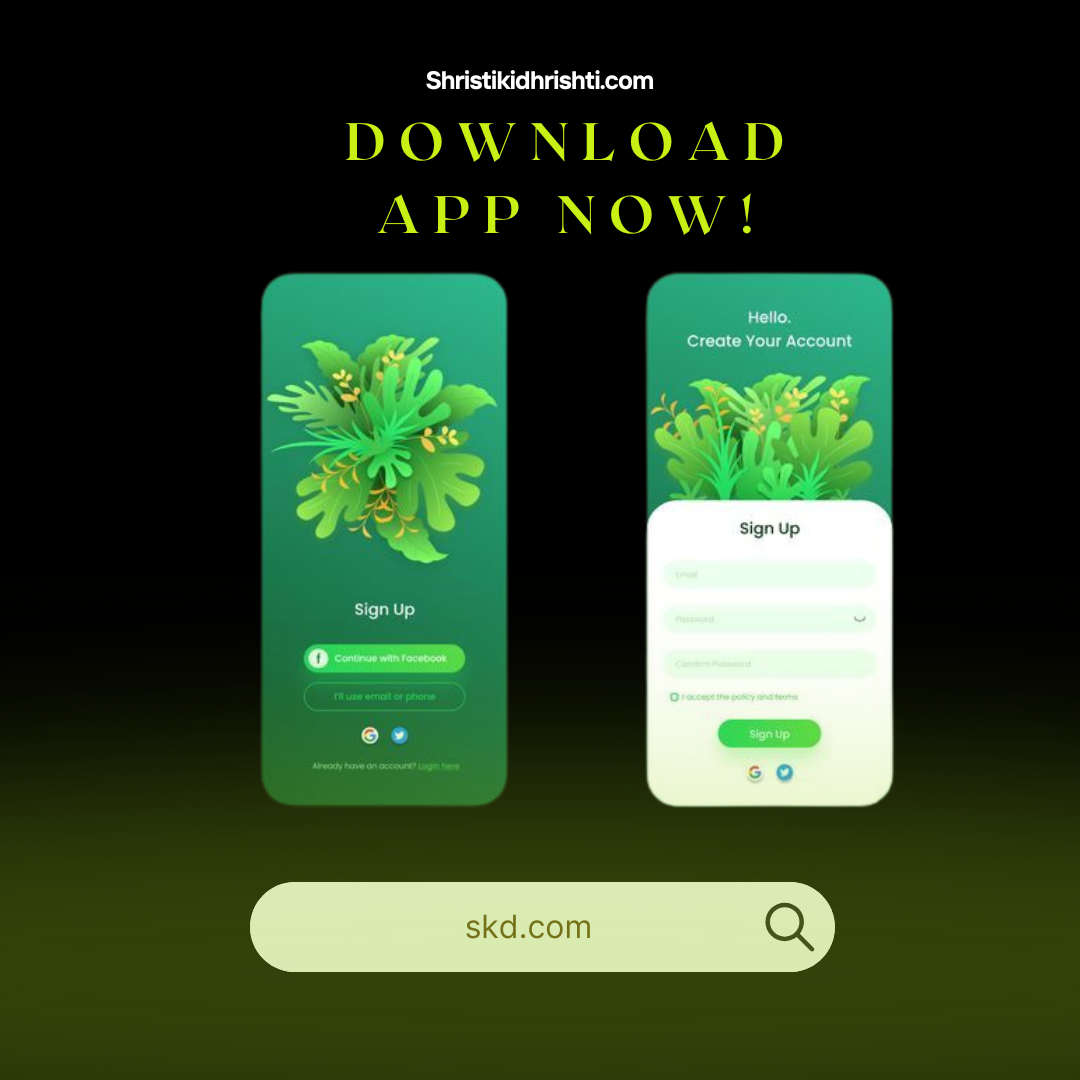 Shristikidhrishti.com
DOWNLOAD
APP NOW!
Sign Up
Continue with Facebook
I'll use email or phone
Already have an account? Login here
Hello.
Create Your Account
Sign Up
Email
Password
Confirm Password
I accept the policy and terms
Sign Up
skd.com